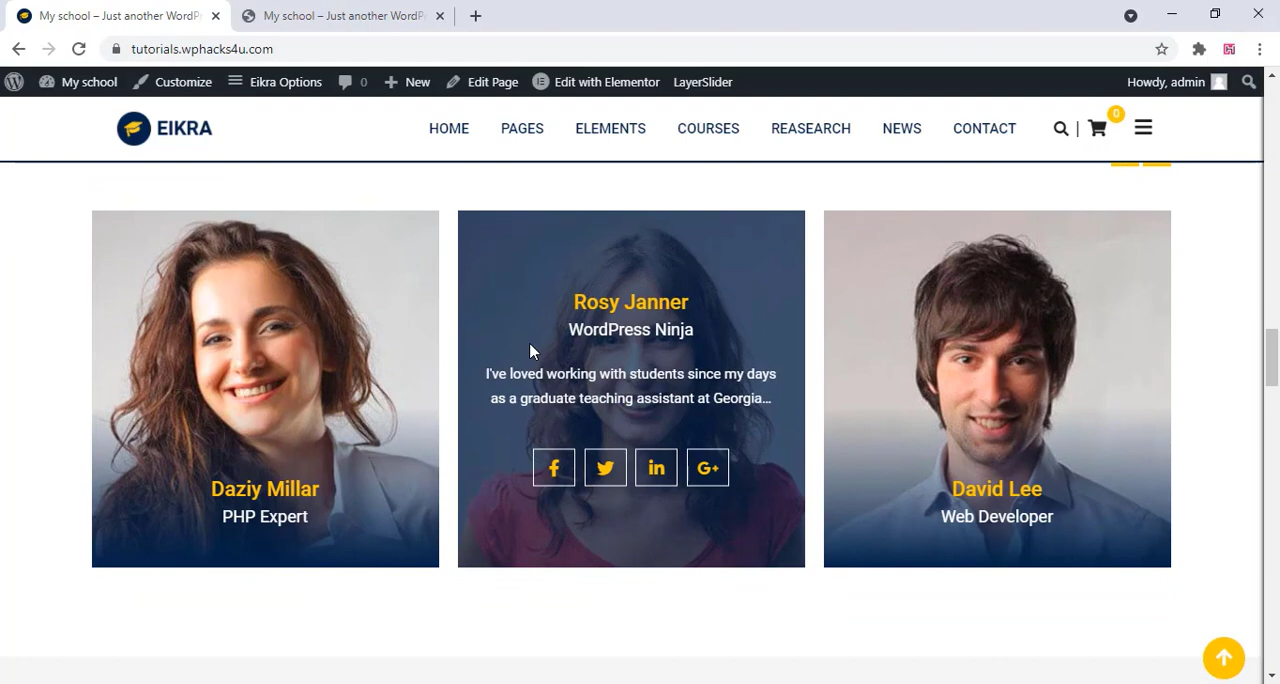 My school – Just another WordPr
My school – Just another WordPr
tutorials.wphacks4u.com
My school
Customize
Eikra Options
0
New
Edit Page
Edit with Elementor
LayerSlider
Howdy, admin
EIKRA
HOME
PAGES
ELEMENTS
COURSES
REASEARCH
NEWS
CONTACT
0
Rosy Janner
WordPress Ninja
I've loved working with students since my days
as a graduate teaching assistant at Georgia...
Daziy Millar
PHP Expert
David Lee
Web Developer